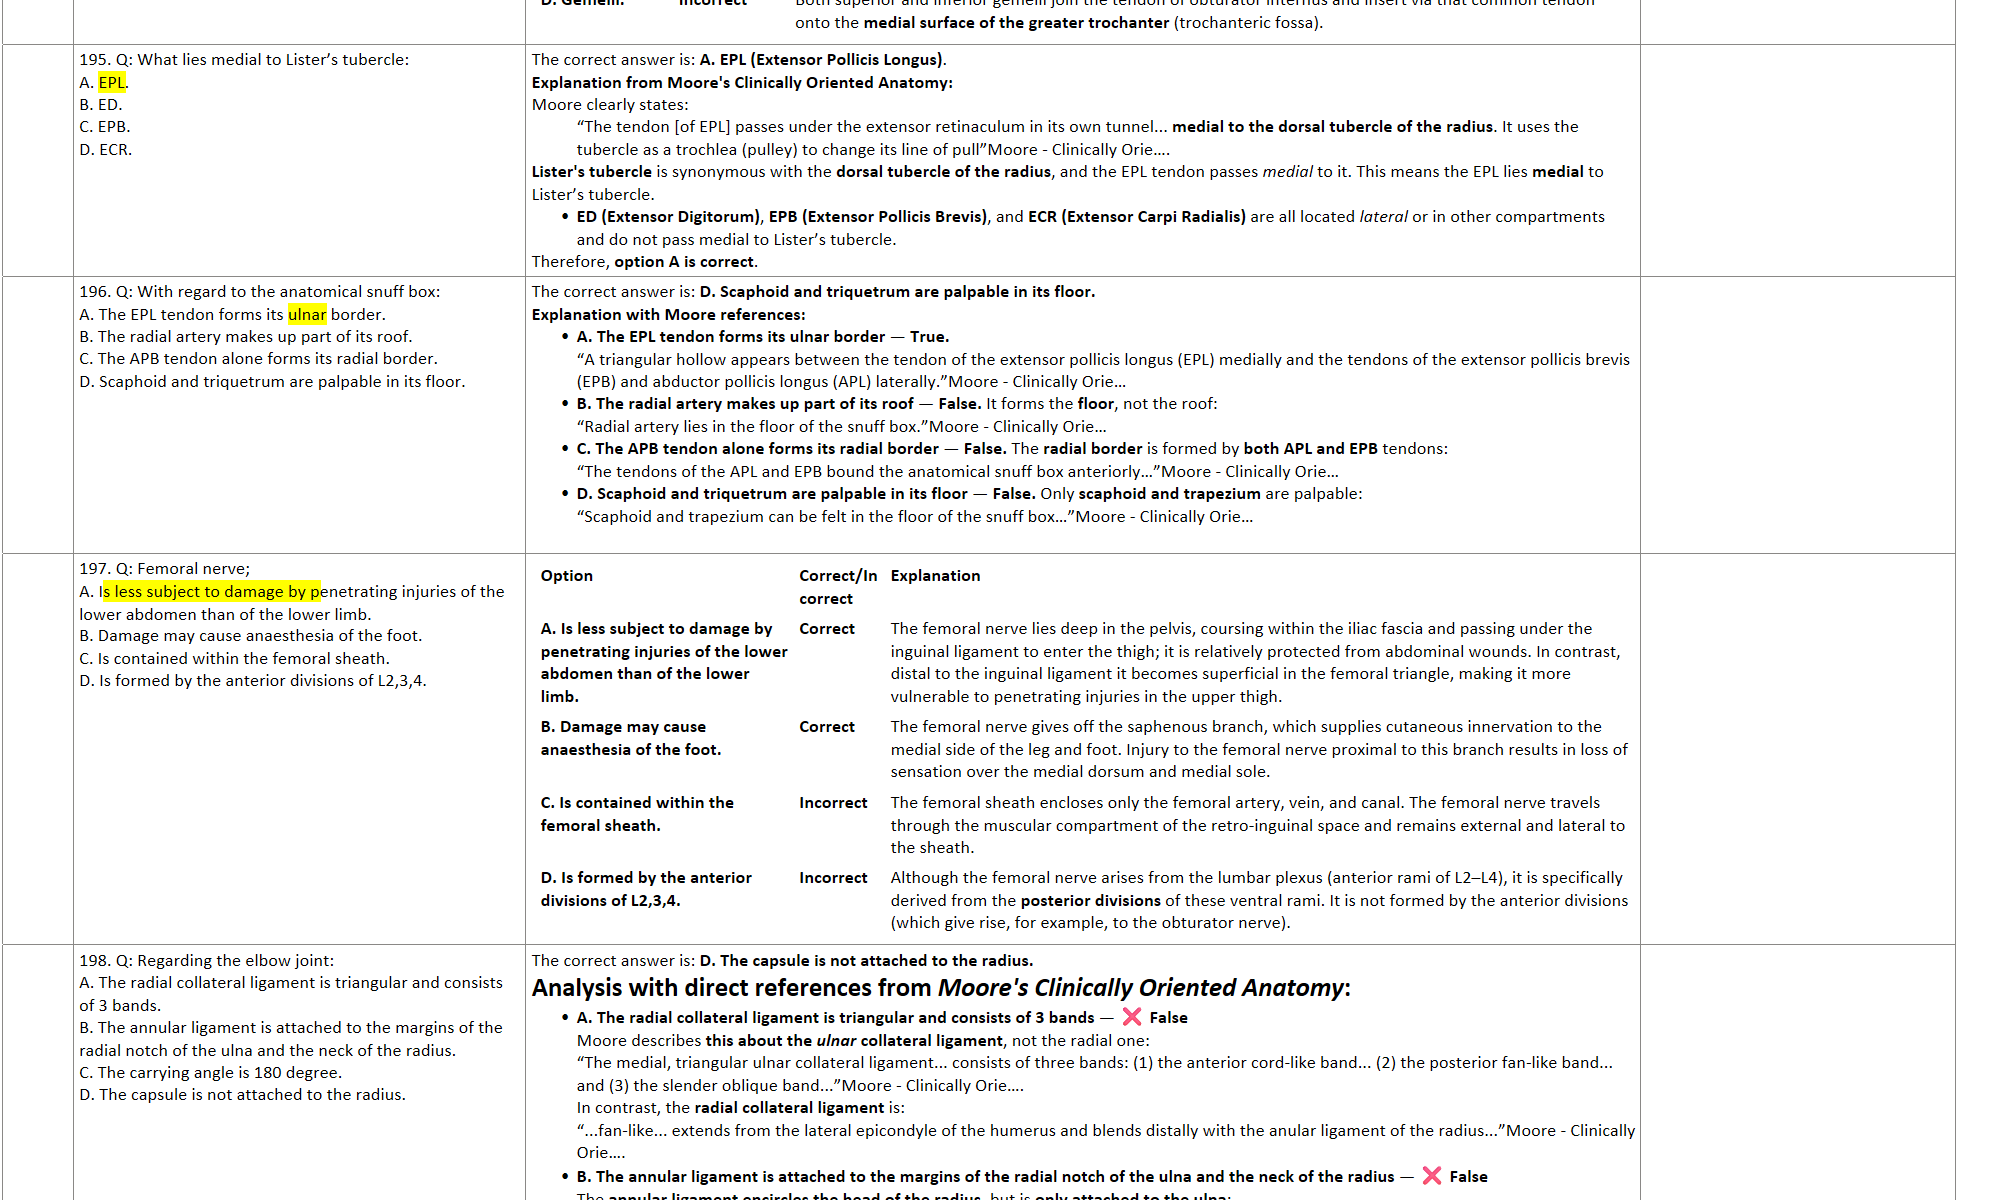 D. Gemelli. Incorrect Both superior and inferior gemelli join the tendon of obturator internus and insert via that common tendon
onto the medial surface of the greater trochanter (trochanteric fossa).
195. Q: What lies medial to Lister’s tubercle:
A. EPL.
B. ED.
C. EPB.
D. ECR.
The correct answer is: A. EPL (Extensor Pollicis Longus).
Explanation from Moore's Clinically Oriented Anatomy:
Moore clearly states:
“The tendon [of EPL] passes under the extensor retinaculum in its own tunnel... medial to the dorsal tubercle of the radius. It uses the
tubercle as a trochlea (pulley) to change its line of pull”Moore - Clinically Orie….
Lister's tubercle is synonymous with the dorsal tubercle of the radius, and the EPL tendon passes medial to it. This means the EPL lies medial to
Lister’s tubercle.
• ED (Extensor Digitorum), EPB (Extensor Pollicis Brevis), and ECR (Extensor Carpi Radialis) are all located lateral or in other compartments
and do not pass medial to Lister’s tubercle.
Therefore, option A is correct.
196. Q: With regard to the anatomical snuff box:
A. The EPL tendon forms its ulnar border.
B. The radial artery makes up part of its roof.
C. The APB tendon alone forms its radial border.
D. Scaphoid and triquetrum are palpable in its floor.
The correct answer is: D. Scaphoid and triquetrum are palpable in its floor.
Explanation with Moore references:
• A. The EPL tendon forms its ulnar border — True.
“A triangular hollow appears between the tendon of the extensor pollicis longus (EPL) medially and the tendons of the extensor pollicis brevis
(EPB) and abductor pollicis longus (APL) laterally.”Moore - Clinically Orie…
• B. The radial artery makes up part of its roof — False. It forms the floor, not the roof:
“Radial artery lies in the floor of the snuff box.”Moore - Clinically Orie…
• C. The APB tendon alone forms its radial border — False. The radial border is formed by both APL and EPB tendons:
“The tendons of the APL and EPB bound the anatomical snuff box anteriorly…”Moore - Clinically Orie…
• D. Scaphoid and triquetrum are palpable in its floor — False. Only scaphoid and trapezium are palpable:
“Scaphoid and trapezium can be felt in the floor of the snuff box…”Moore - Clinically Orie…
197. Q: Femoral nerve;
A. Is less subject to damage by penetrating injuries of the
lower abdomen than of the lower limb.
B. Damage may cause anaesthesia of the foot.
C. Is contained within the femoral sheath.
D. Is formed by the anterior divisions of L2,3,4.
Option Correct/In Explanation
correct
A. Is less subject to damage by Correct The femoral nerve lies deep in the pelvis, coursing within the iliac fascia and passing under the
penetrating injuries of the lower inguinal ligament to enter the thigh; it is relatively protected from abdominal wounds. In contrast,
abdomen than of the lower distal to the inguinal ligament it becomes superficial in the femoral triangle, making it more
limb. vulnerable to penetrating injuries in the upper thigh.
B. Damage may cause Correct The femoral nerve gives off the saphenous branch, which supplies cutaneous innervation to the
anaesthesia of the foot. medial side of the leg and foot. Injury to the femoral nerve proximal to this branch results in loss of
sensation over the medial dorsum and medial sole.
C. Is contained within the Incorrect The femoral sheath encloses only the femoral artery, vein, and canal. The femoral nerve travels
femoral sheath. through the muscular compartment of the retro-inguinal space and remains external and lateral to
the sheath.
D. Is formed by the anterior Incorrect Although the femoral nerve arises from the lumbar plexus (anterior rami of L2–L4), it is specifically
divisions of L2,3,4. derived from the posterior divisions of these ventral rami. It is not formed by the anterior divisions
(which give rise, for example, to the obturator nerve).
198. Q: Regarding the elbow joint:
A. The radial collateral ligament is triangular and consists
of 3 bands.
B. The annular ligament is attached to the margins of the
radial notch of the ulna and the neck of the radius.
C. The carrying angle is 180 degree.
D. The capsule is not attached to the radius.
The correct answer is: D. The capsule is not attached to the radius.
Analysis with direct references from Moore's Clinically Oriented Anatomy:
• A. The radial collateral ligament is triangular and consists of 3 bands — ❌ False
Moore describes this about the ulnar collateral ligament, not the radial one:
“The medial, triangular ulnar collateral ligament... consists of three bands: (1) the anterior cord-like band... (2) the posterior fan-like band...
and (3) the slender oblique band...”Moore - Clinically Orie….
In contrast, the radial collateral ligament is:
“...fan-like... extends from the lateral epicondyle of the humerus and blends distally with the anular ligament of the radius...”Moore - Clinically
Orie….
• B. The annular ligament is attached to the margins of the radial notch of the ulna and the neck of the radius — ❌ False
The annular ligament encircles the head of the radius, but is only attached to the ulna: